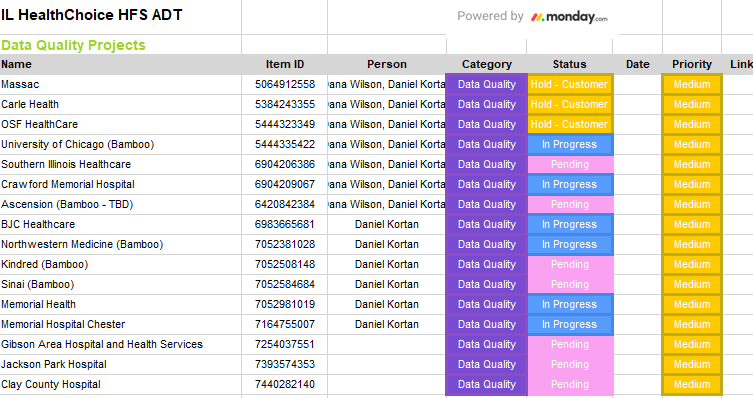 IL HealthChoice HFS ADT
Powered by monday.com
Data Quality Projects
Name Item ID Person Category Status Date Priority Link
Massac 5064912558 ana Wilson, Daniel Korta Data Quality Hold - Customer Medium
Carle Health 5384243355 ana Wilson, Daniel Korta Data Quality Hold - Customer Medium
OSF HealthCare 5444323349 ana Wilson, Daniel Korta Data Quality Hold - Customer Medium
University of Chicago (Bamboo) 5444335422 ana Wilson, Daniel Korta Data Quality In Progress Medium
Southern Illinois Healthcare 6904206386 ana Wilson, Daniel Korta Data Quality Pending Medium
Crawford Memorial Hospital 6904209067 ana Wilson, Daniel Korta Data Quality In Progress Medium
Ascension (Bamboo - TBD) 6420842384 ana Wilson, Daniel Korta Data Quality Pending Medium
BJC Healthcare 6983665681 Daniel Kortan Data Quality In Progress Medium
Northwestern Medicine (Bamboo) 7052381028 Daniel Kortan Data Quality In Progress Medium
Kindred (Bamboo) 7052508148 Daniel Kortan Data Quality Pending Medium
Sinai (Bamboo) 7052584684 Daniel Kortan Data Quality Pending Medium
Memorial Health 7052981019 Daniel Kortan Data Quality In Progress Medium
Memorial Hospital Chester 7164755007 Daniel Kortan Data Quality In Progress Medium
Gibson Area Hospital and Health Services 7254037551 Data Quality Pending Medium
Jackson Park Hospital 7393574353 Data Quality Pending Medium
Clay County Hospital 7440282140 Data Quality Pending Medium